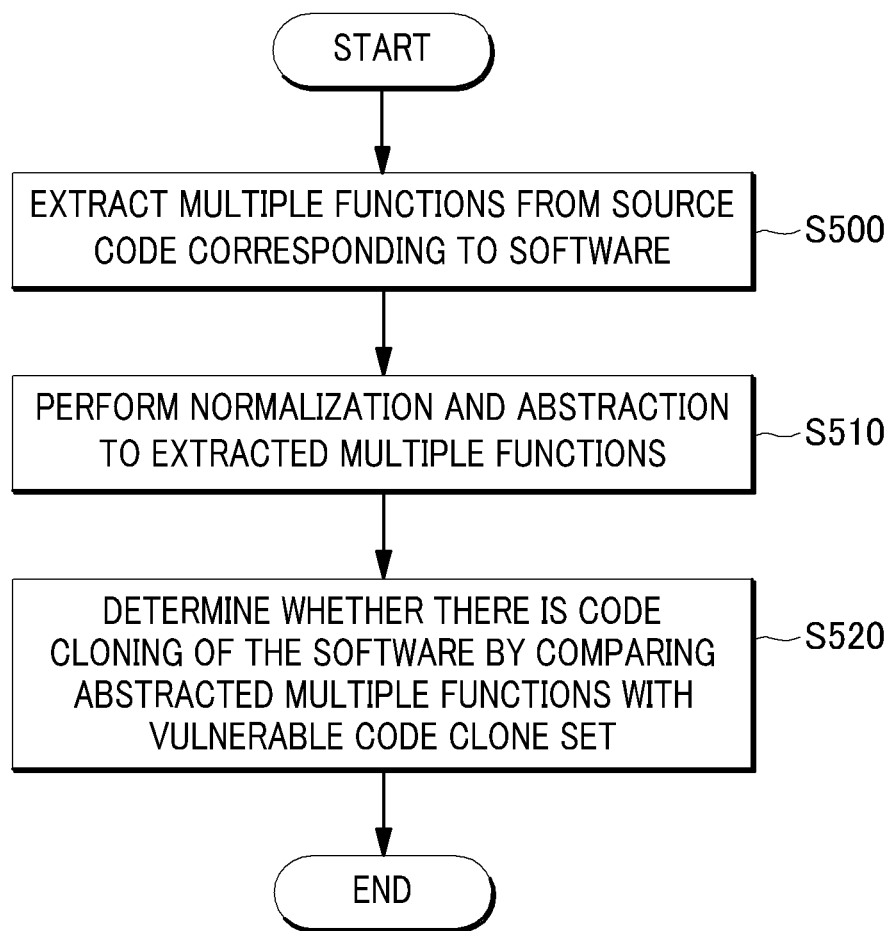 START
EXTRACT MULTIPLE FUNCTIONS FROM SOURCE
CODE CORRESPONDING TO SOFTWARE
S500
PERFORM NORMALIZATION AND ABSTRACTION
TO EXTRACTED MULTIPLE FUNCTIONS
S510
DETERMINE WHETHER THERE IS CODE
CLONING OF THE SOFTWARE BY COMPARING
ABSTRACTED MULTIPLE FUNCTIONS WITH
VULNERABLE CODE CLONE SET
S520
END